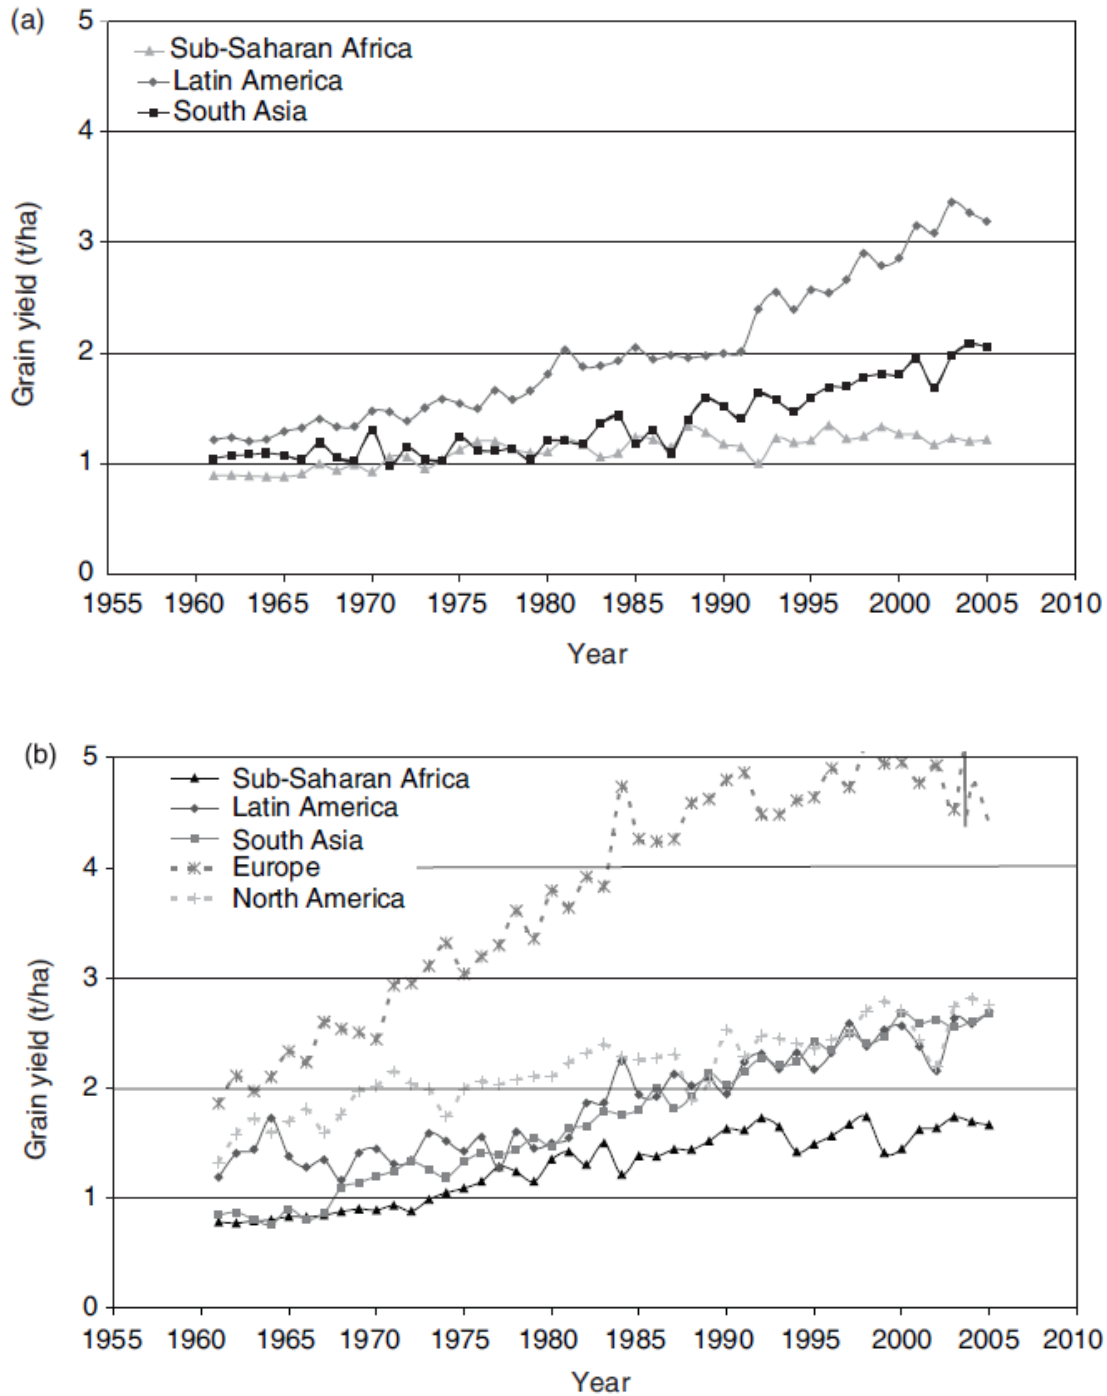 (a)
5
Sub-Saharan Africa
Latin America
South Asia
4
3
2
1
0
Grain yield (t/ha)
1955 1960 1965 1970 1975 1980 1985 1990 1995 2000 2005 2010
Year
(b)
5
Sub-Saharan Africa
Latin America
South Asia
Europe
North America
4
3
2
1
0
Grain yield (t/ha)
1955 1960 1965 1970 1975 1980 1985 1990 1995 2000 2005 2010
Year